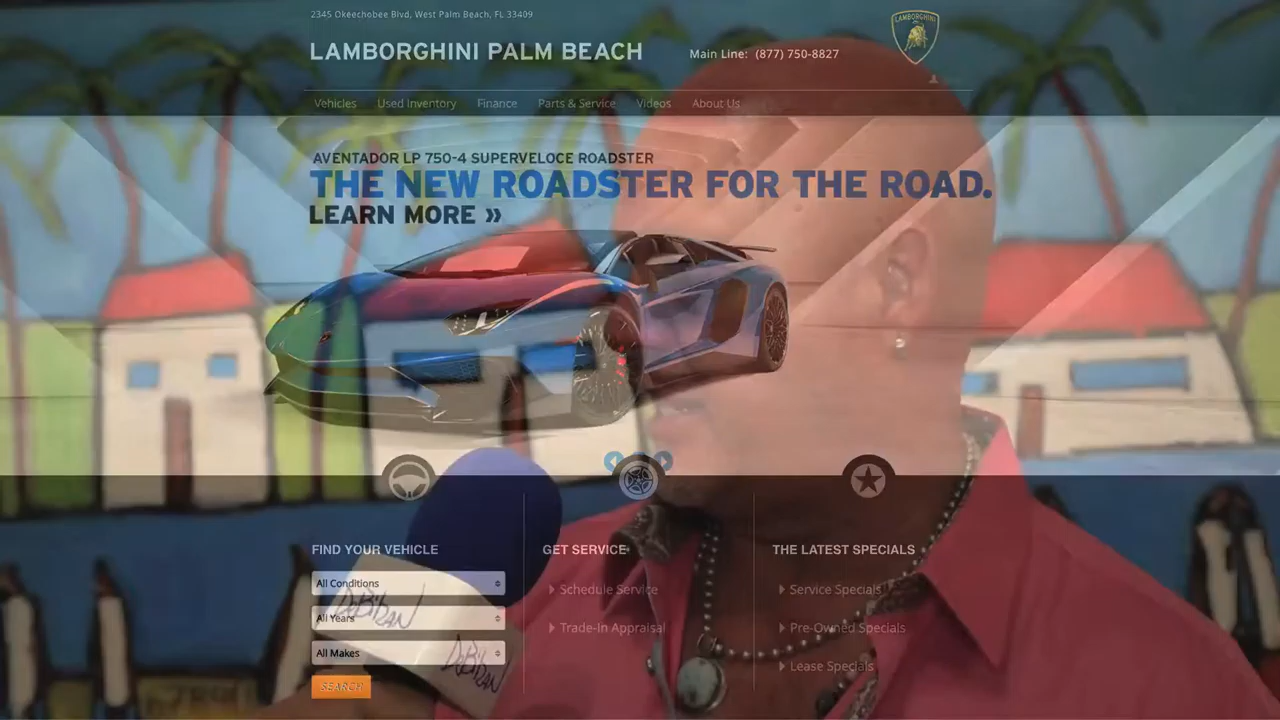 2345 Okeechobee Blvd, West Palm Beach, FL 33409
LAMBORGHINI PALM BEACH
Main Line: (877) 750-8827
LAMBORGHINI
Vehicles Used Inventory Finance Parts & Service Videos About Us
AVENTADOR LP 750-4 SUPERVELOCE ROADSTER
THE NEW ROADSTER FOR THE ROAD.
LEARN MORE »
FIND YOUR VEHICLE
All Conditions
All Years
All Makes
SEARCH
GET SERVICE
Schedule Service
Trade-In Appraisal
THE LATEST SPECIALS
Service Specials
Pre-Owned Specials
Lease Specials